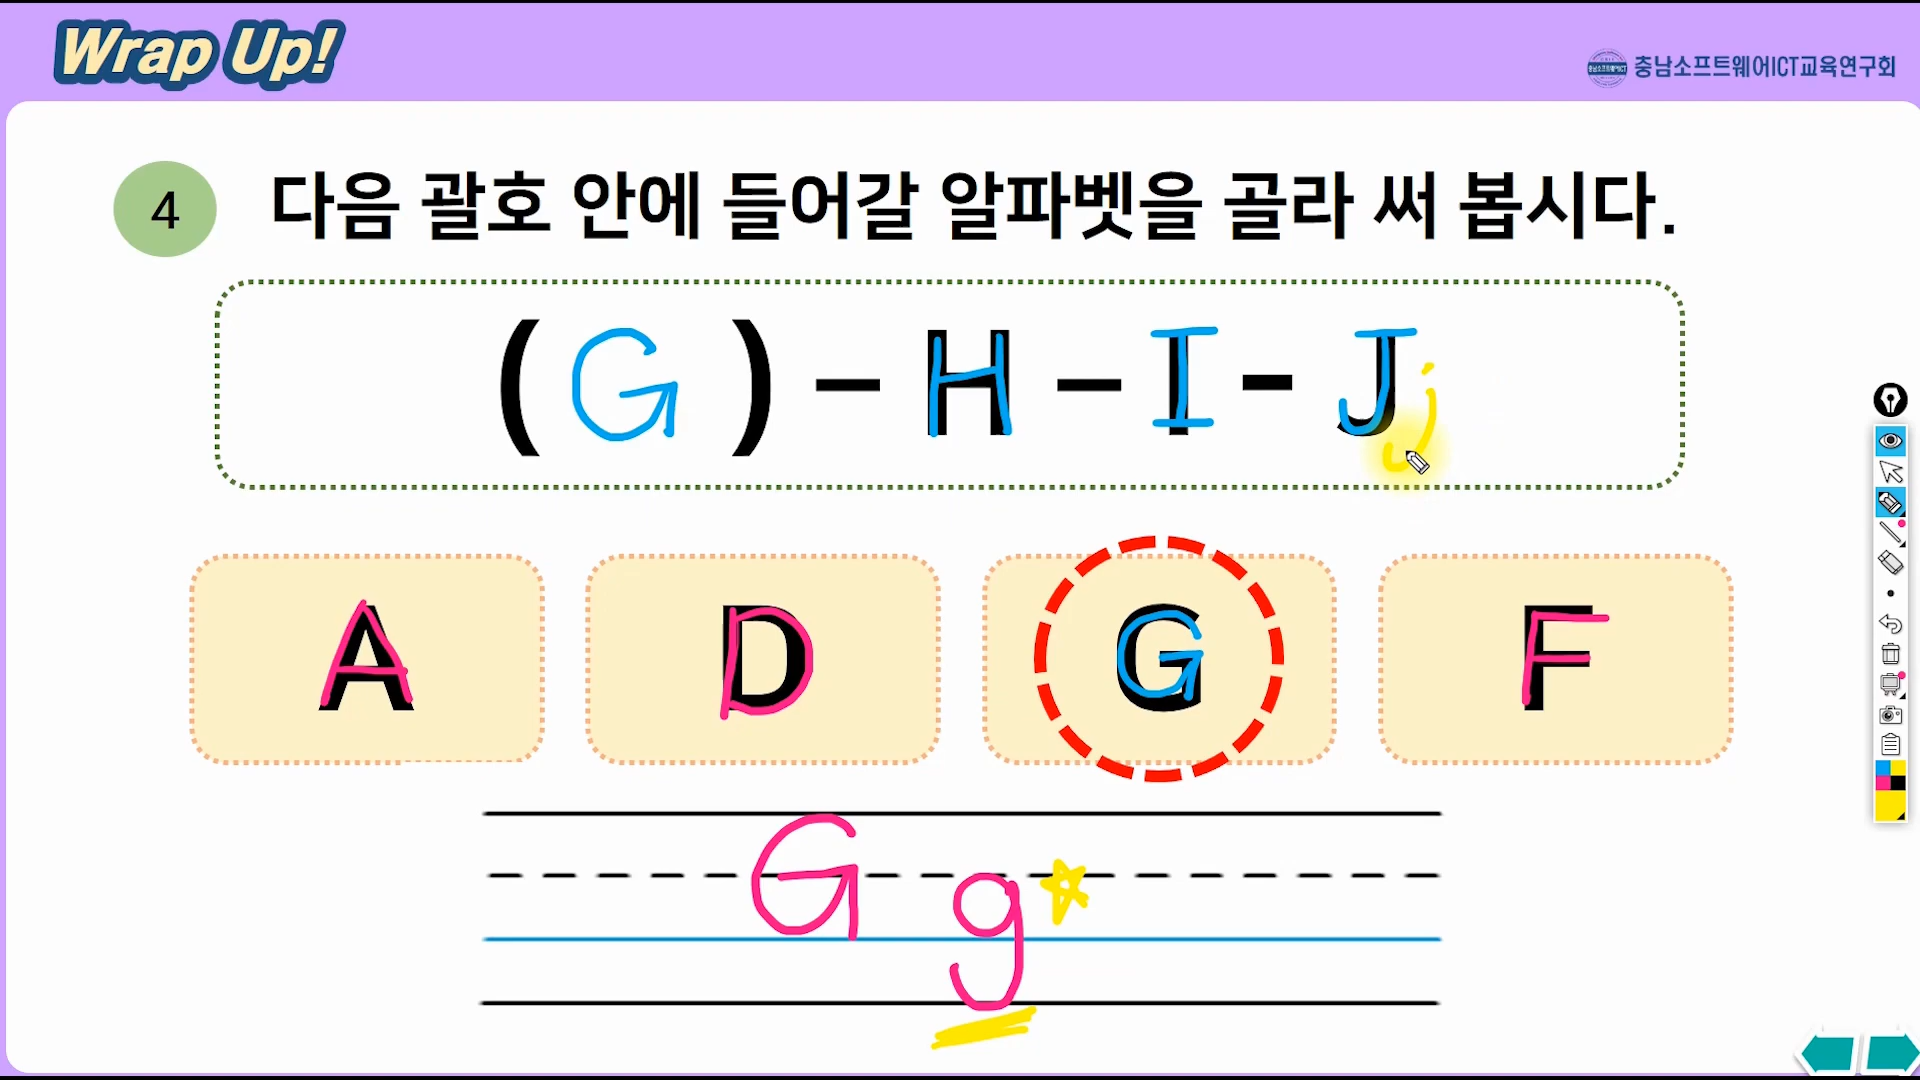 Wrap Up!
충남소프트웨어ICT교육연구회
4 다음 괄호 안에 들어갈 알파벳을 골라 써 봅시다.
( G ) - H - I - J j
A D G F
G g